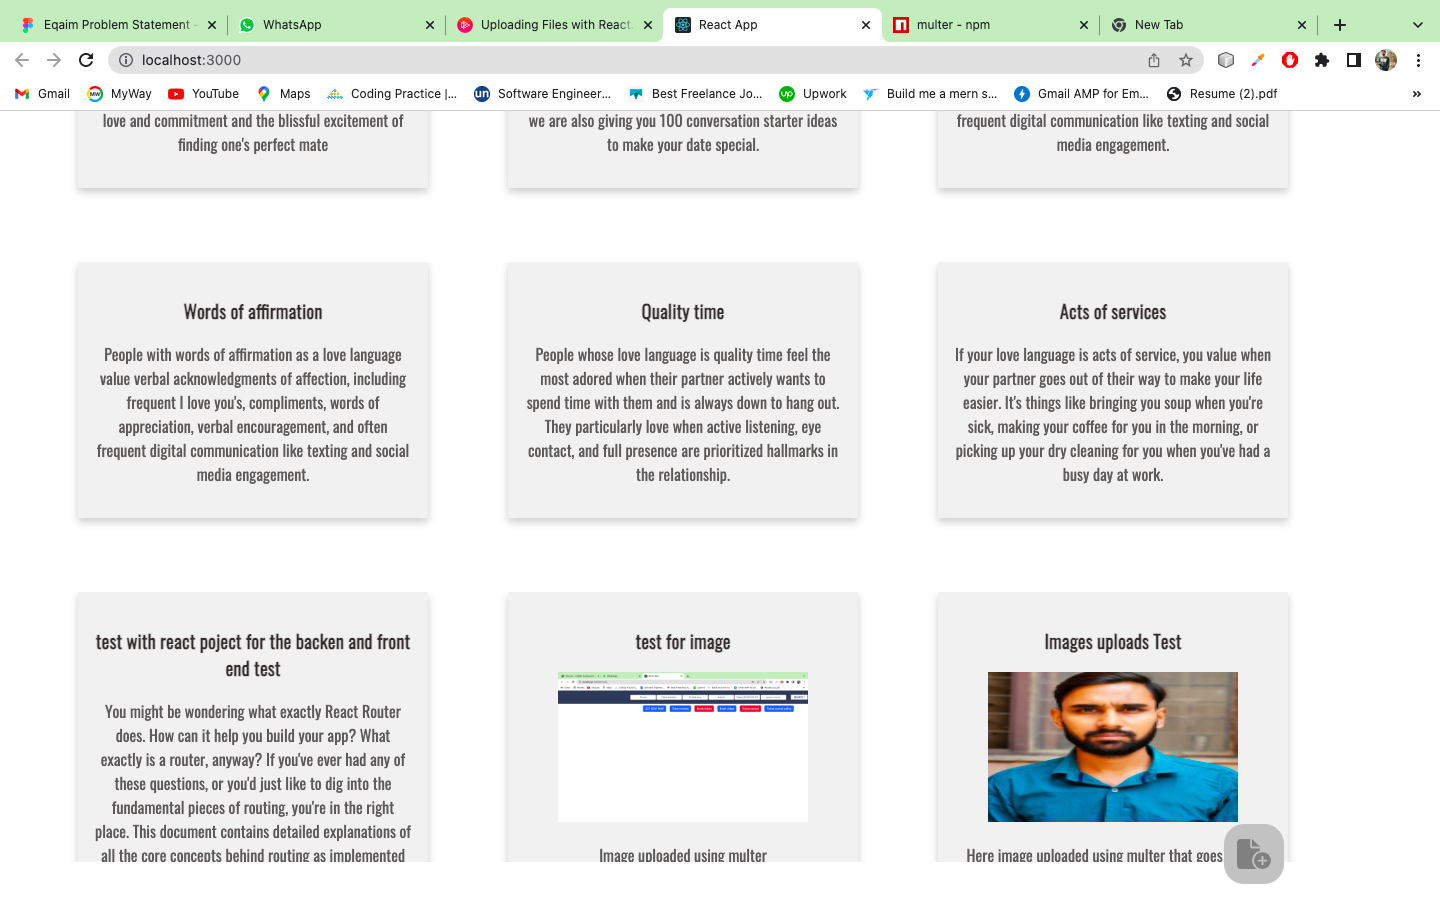 Eqaim Problem Statement -
WhatsApp
Uploading Files with React.
React App
multer - npm
New Tab
localhost:3000
Gmail
MyWay
YouTube
Maps
Coding Practice |...
Software Engineer...
Best Freelance Jo...
Upwork
Build me a mern s...
Gmail AMP for Em...
Resume (2).pdf
»
love and commitment and the blissful excitement of
finding one's perfect mate
we are also giving you 100 conversation starter ideas
to make your date special.
frequent digital communication like texting and social
media engagement.
Words of affirmation
People with words of affirmation as a love language
value verbal acknowledgments of affection, including
frequent I love you's, compliments, words of
appreciation, verbal encouragement, and often
frequent digital communication like texting and social
media engagement.
Quality time
People whose love language is quality time feel the
most adored when their partner actively wants to
spend time with them and is always down to hang out.
They particularly love when active listening, eye
contact, and full presence are prioritized hallmarks in
the relationship.
Acts of services
If your love language is acts of service, you value when
your partner goes out of their way to make your life
easier. It's things like bringing you soup when you're
sick, making your coffee for you in the morning, or
picking up your dry cleaning for you when you've had a
busy day at work.
test with react poject for the backen and front
end test
You might be wondering what exactly React Router
does. How can it help you build your app? What
exactly is a router, anyway? If you've ever had any of
these questions, or you'd just like to dig into the
fundamental pieces of routing, you're in the right
place. This document contains detailed explanations of
all the core concepts behind routing as implemented
test for image
Image uploaded using multer
Images uploads Test
Here image uploaded using multer that goes